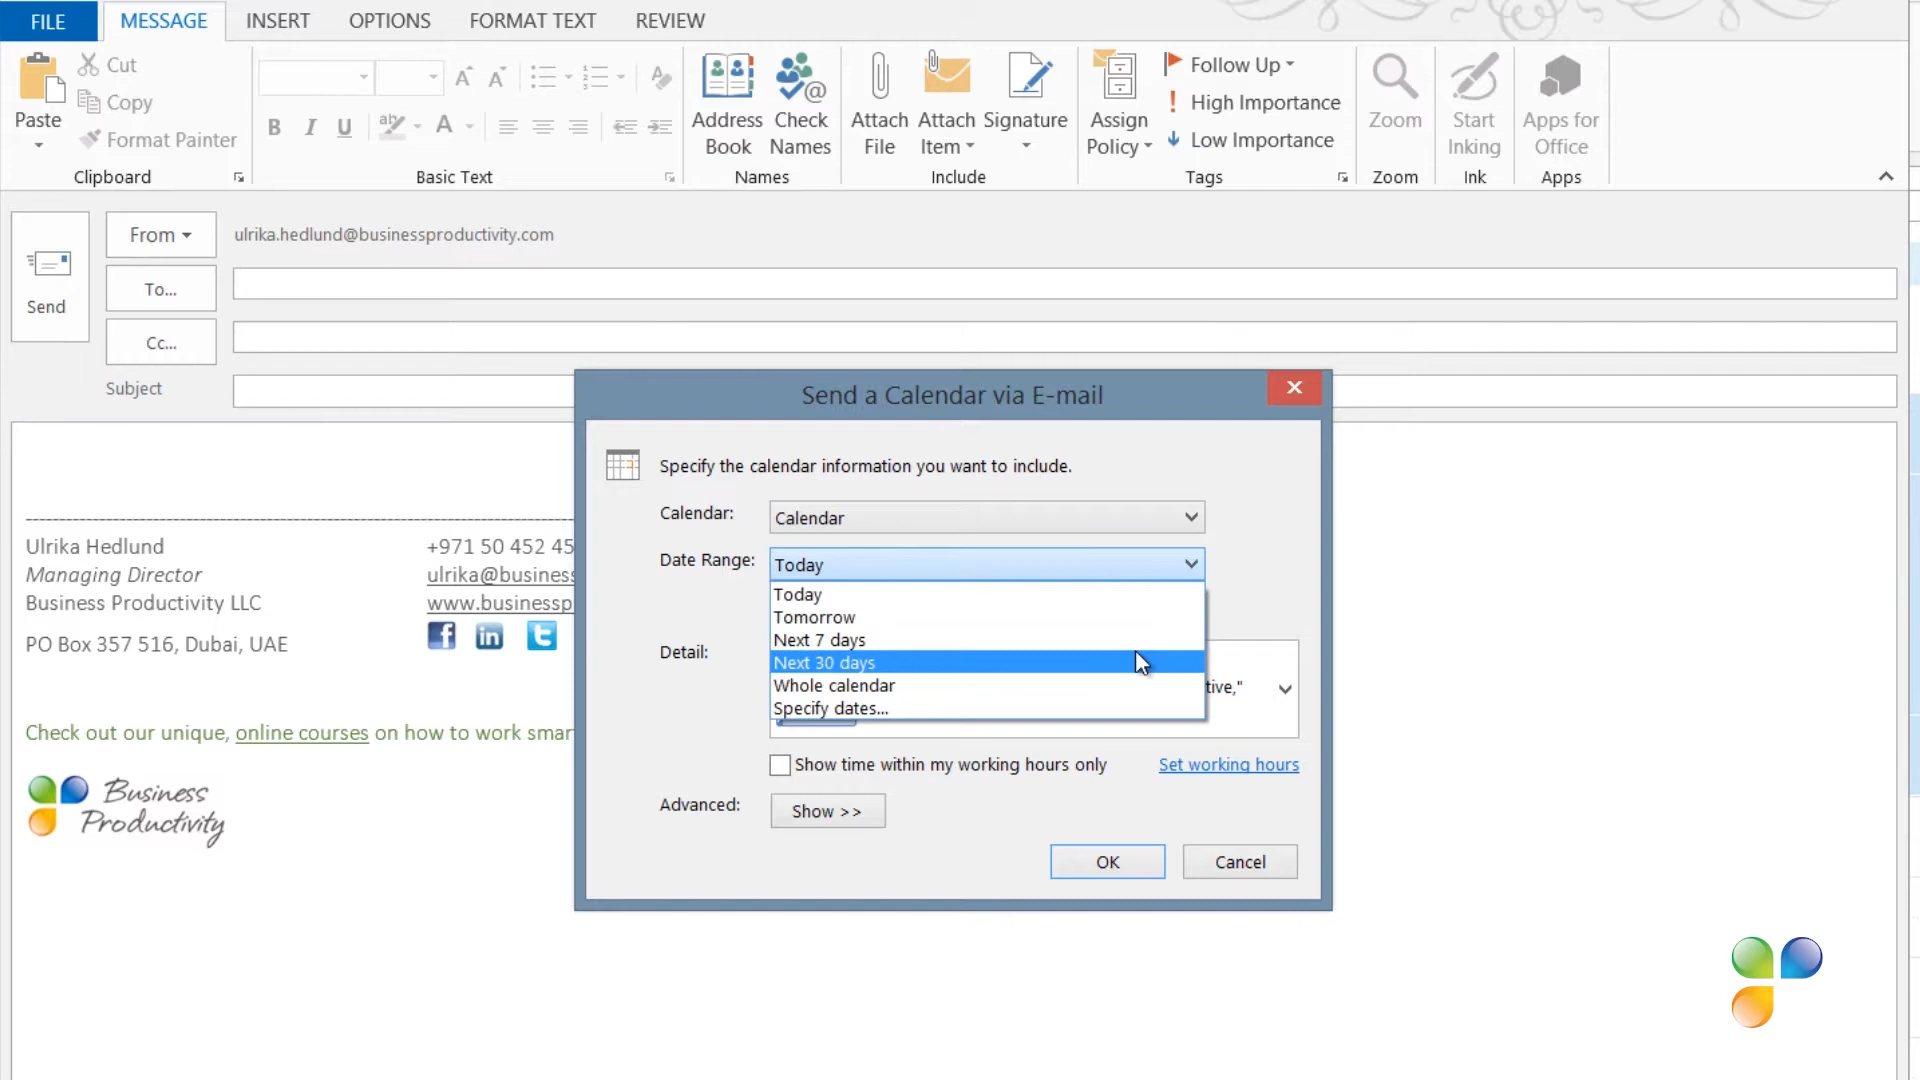 FILE MESSAGE INSERT OPTIONS FORMAT TEXT REVIEW
Paste
Cut
Copy
Format Painter
Clipboard
B I U A
Basic Text
Address Book
Check Names
Names
Attach File
Attach Item
Signature
Include
Assign Policy
Follow Up
High Importance
Low Importance
Tags
Zoom
Zoom
Start Inking
Ink
Apps for Office
Apps
Send
From
ulrika.hedlund@businessproductivity.com
To...
Cc...
Subject
Send a Calendar via E-mail
Specify the calendar information you want to include.
Calendar: Calendar
Date Range: Today
Today
Tomorrow
Next 7 days
Next 30 days
Whole calendar
Specify dates...
Detail:
tive,"
Show time within my working hours only
Set working hours
Advanced: Show >>
OK Cancel
Ulrika Hedlund
Managing Director
Business Productivity LLC
PO Box 357 516, Dubai, UAE
+971 50 452 45
ulrika@business
www.businessp
Check out our unique, online courses on how to work smar
Business
Productivity